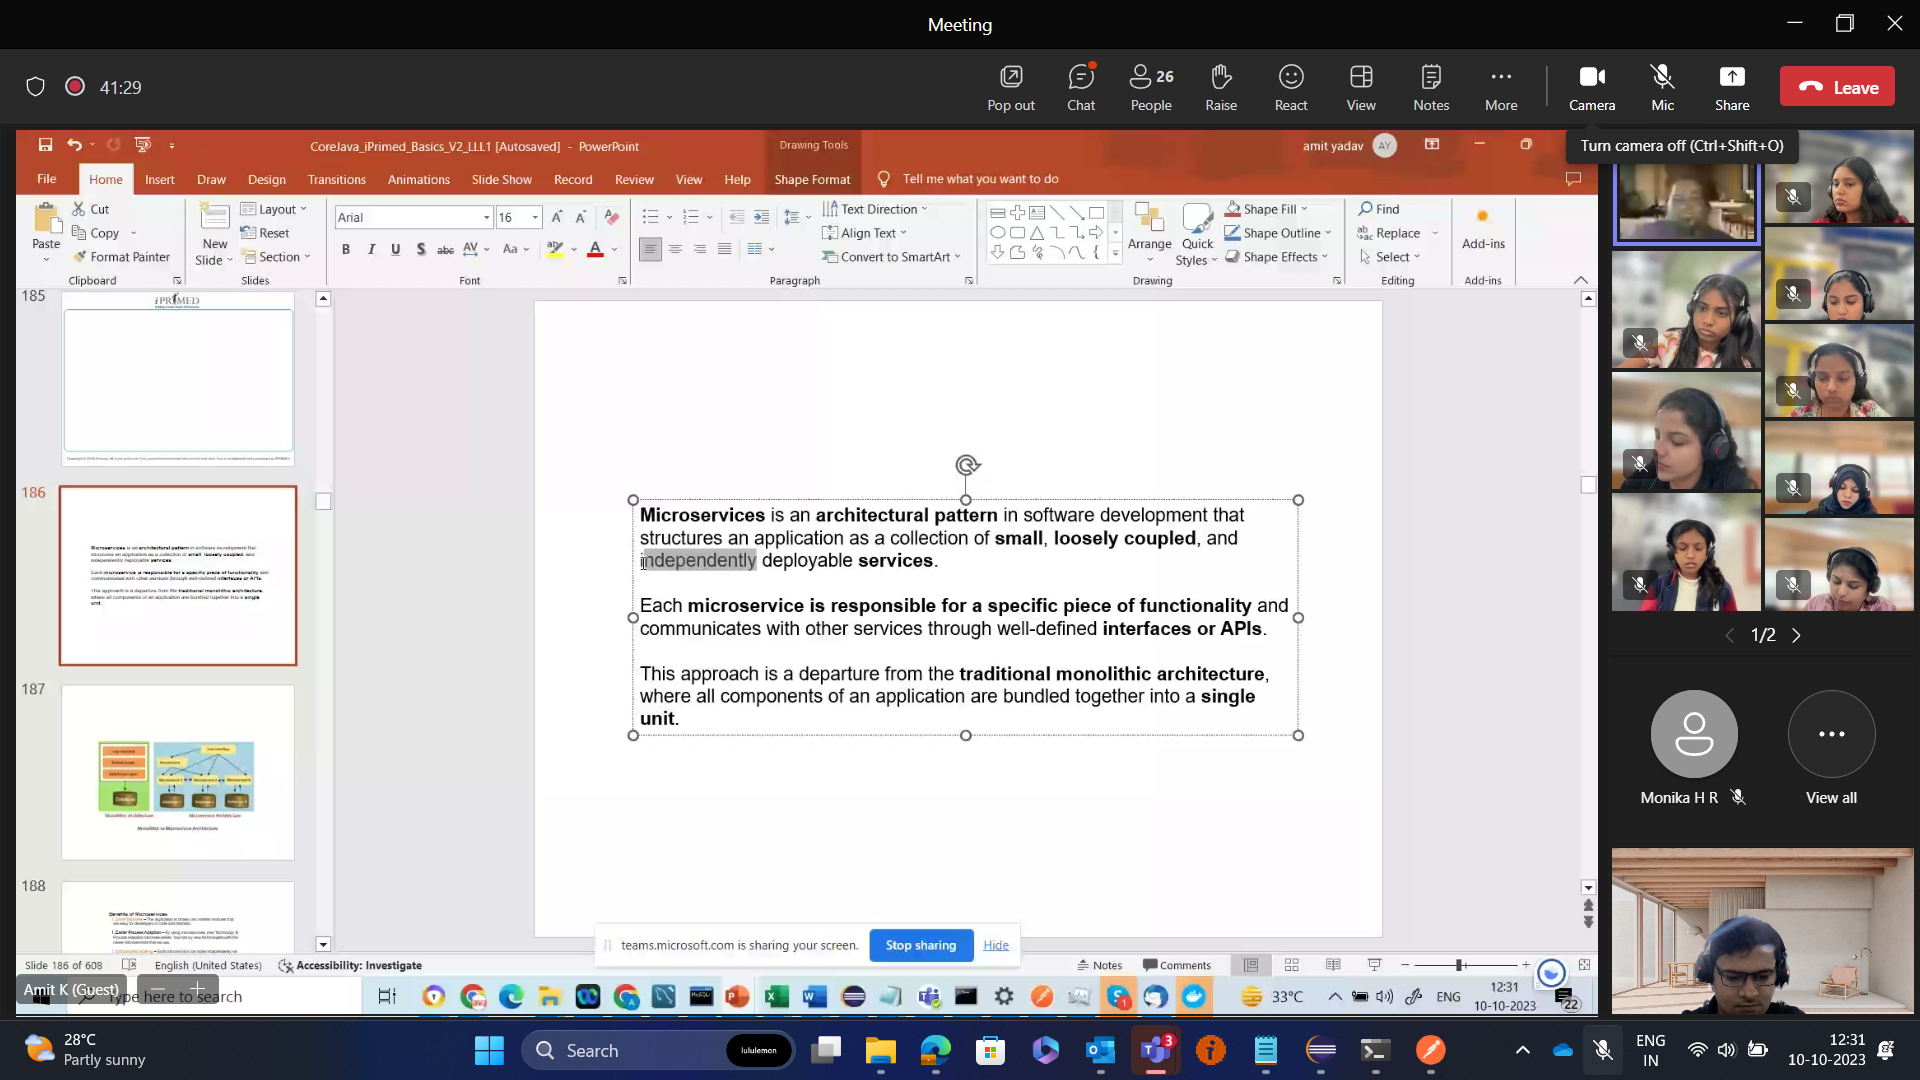 Meeting
41:29
Pop out
Chat
26
People
Raise
React
View
Notes
More
Camera
Mic
Share
Leave
Turn camera off (Ctrl+Shift+O)
CoreJava_iPrimed_Basics_V2_LLL1 [Autosaved] - PowerPoint
Drawing Tools
amit yadav
AY
File
Home
Insert
Draw
Design
Transitions
Animations
Slide Show
Record
Review
View
Help
Shape Format
Tell me what you want to do
Paste
Cut
Copy
Format Painter
Clipboard
New
Slide
Layout
Reset
Section
Slides
Arial
16
Font
Text Direction
Align Text
Convert to SmartArt
Paragraph
Arrange
Quick
Styles
Shape Fill
Shape Outline
Shape Effects
Drawing
Find
Replace
Select
Editing
Add-ins
Add-ins
185
iPRIMED
186
187
188
Benefits of Microservices
Microservices is an architectural pattern in software development that
structures an application as a collection of small, loosely coupled, and
independently deployable services.
Each microservice is responsible for a specific piece of functionality and
communicates with other services through well-defined interfaces or APIs.
This approach is a departure from the traditional monolithic architecture,
where all components of an application are bundled together into a single
unit.
teams.microsoft.com is sharing your screen.
Stop sharing
Hide
Slide 186 of 608
English (United States)
Accessibility: Investigate
Notes
Comments
Amit K (Guest)
Type here to search
33°C
ENG
12:31
10-10-2023
22
1/2
Monika H R
View all
28°C
Partly sunny
Search
lululemon
3
ENG
IN
12:31
10-10-2023